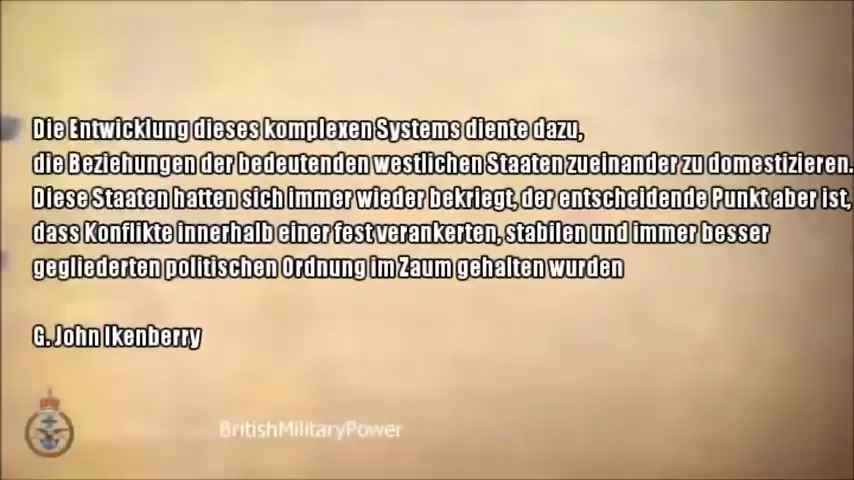 Die Entwicklung dieses komplexen Systems diente dazu,
die Beziehungen der bedeutenden westlichen Staaten zueinander zu domestizieren.
Diese Staaten hatten sich immer wieder bekriegt, der entscheidende Punkt aber ist,
dass Konflikte innerhalb einer fest verankerten, stabilen und immer besser
gegliederten politischen Ordnung im Zaum gehalten wurden
G. John Ikenberry
BritishMilitaryPower